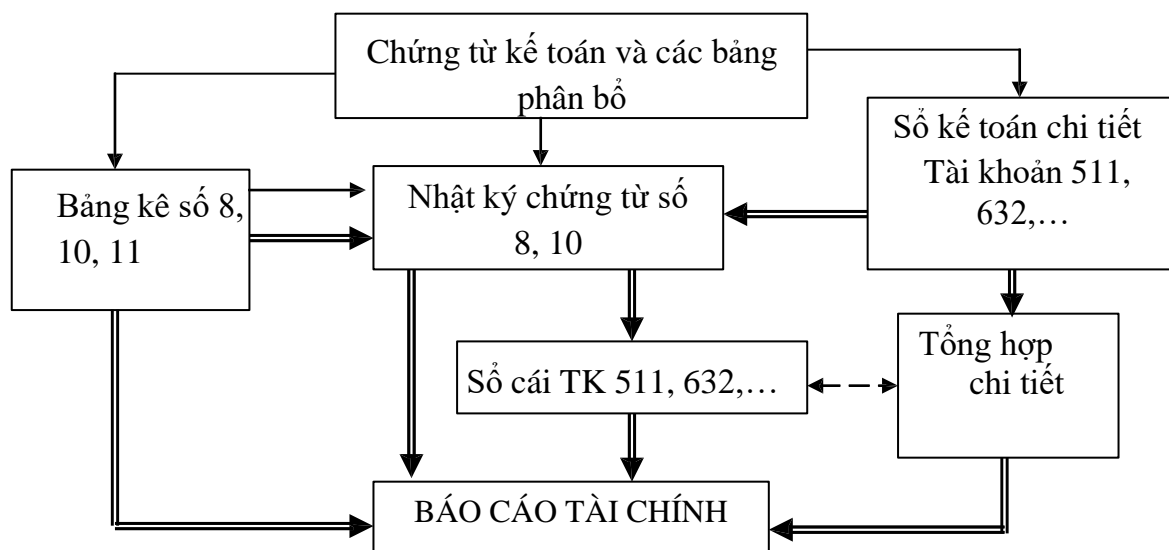 Chứng từ kế toán và các bảng
phân bổ
Sổ kế toán chi tiết
Tài khoản 511,
632,…
Bảng kê số 8,
10, 11
Nhật ký chứng từ số
8, 10
Sổ cái TK 511, 632,…
Tổng hợp
chi tiết
BÁO CÁO TÀI CHÍNH